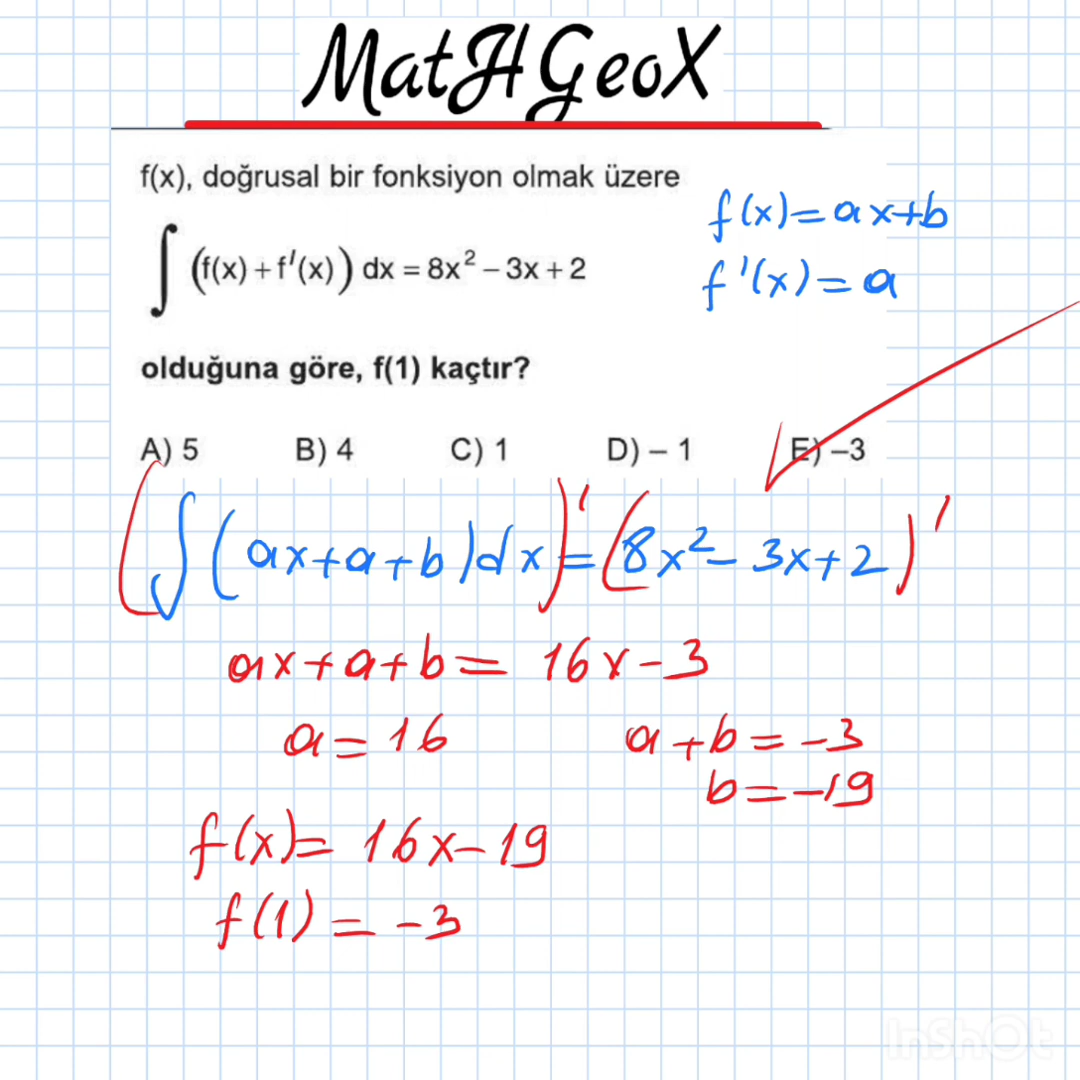 MatHGeoX
f(x), doğrusal bir fonksiyon olmak üzere
f(x)=ax+b
∫ (f(x) + f'(x)) dx = 8x² – 3x + 2
f'(x)=a
olduğuna göre, f(1) kaçtır?
A) 5 B) 4 C) 1 D) – 1 E) –3
(∫(ax+a+b)dx)'=(8x²–3x+2)'
ax+a+b= 16x–3
a=16 a+b=–3
b=–19
f(x)= 16x–19
f(1)=–3
InShOt